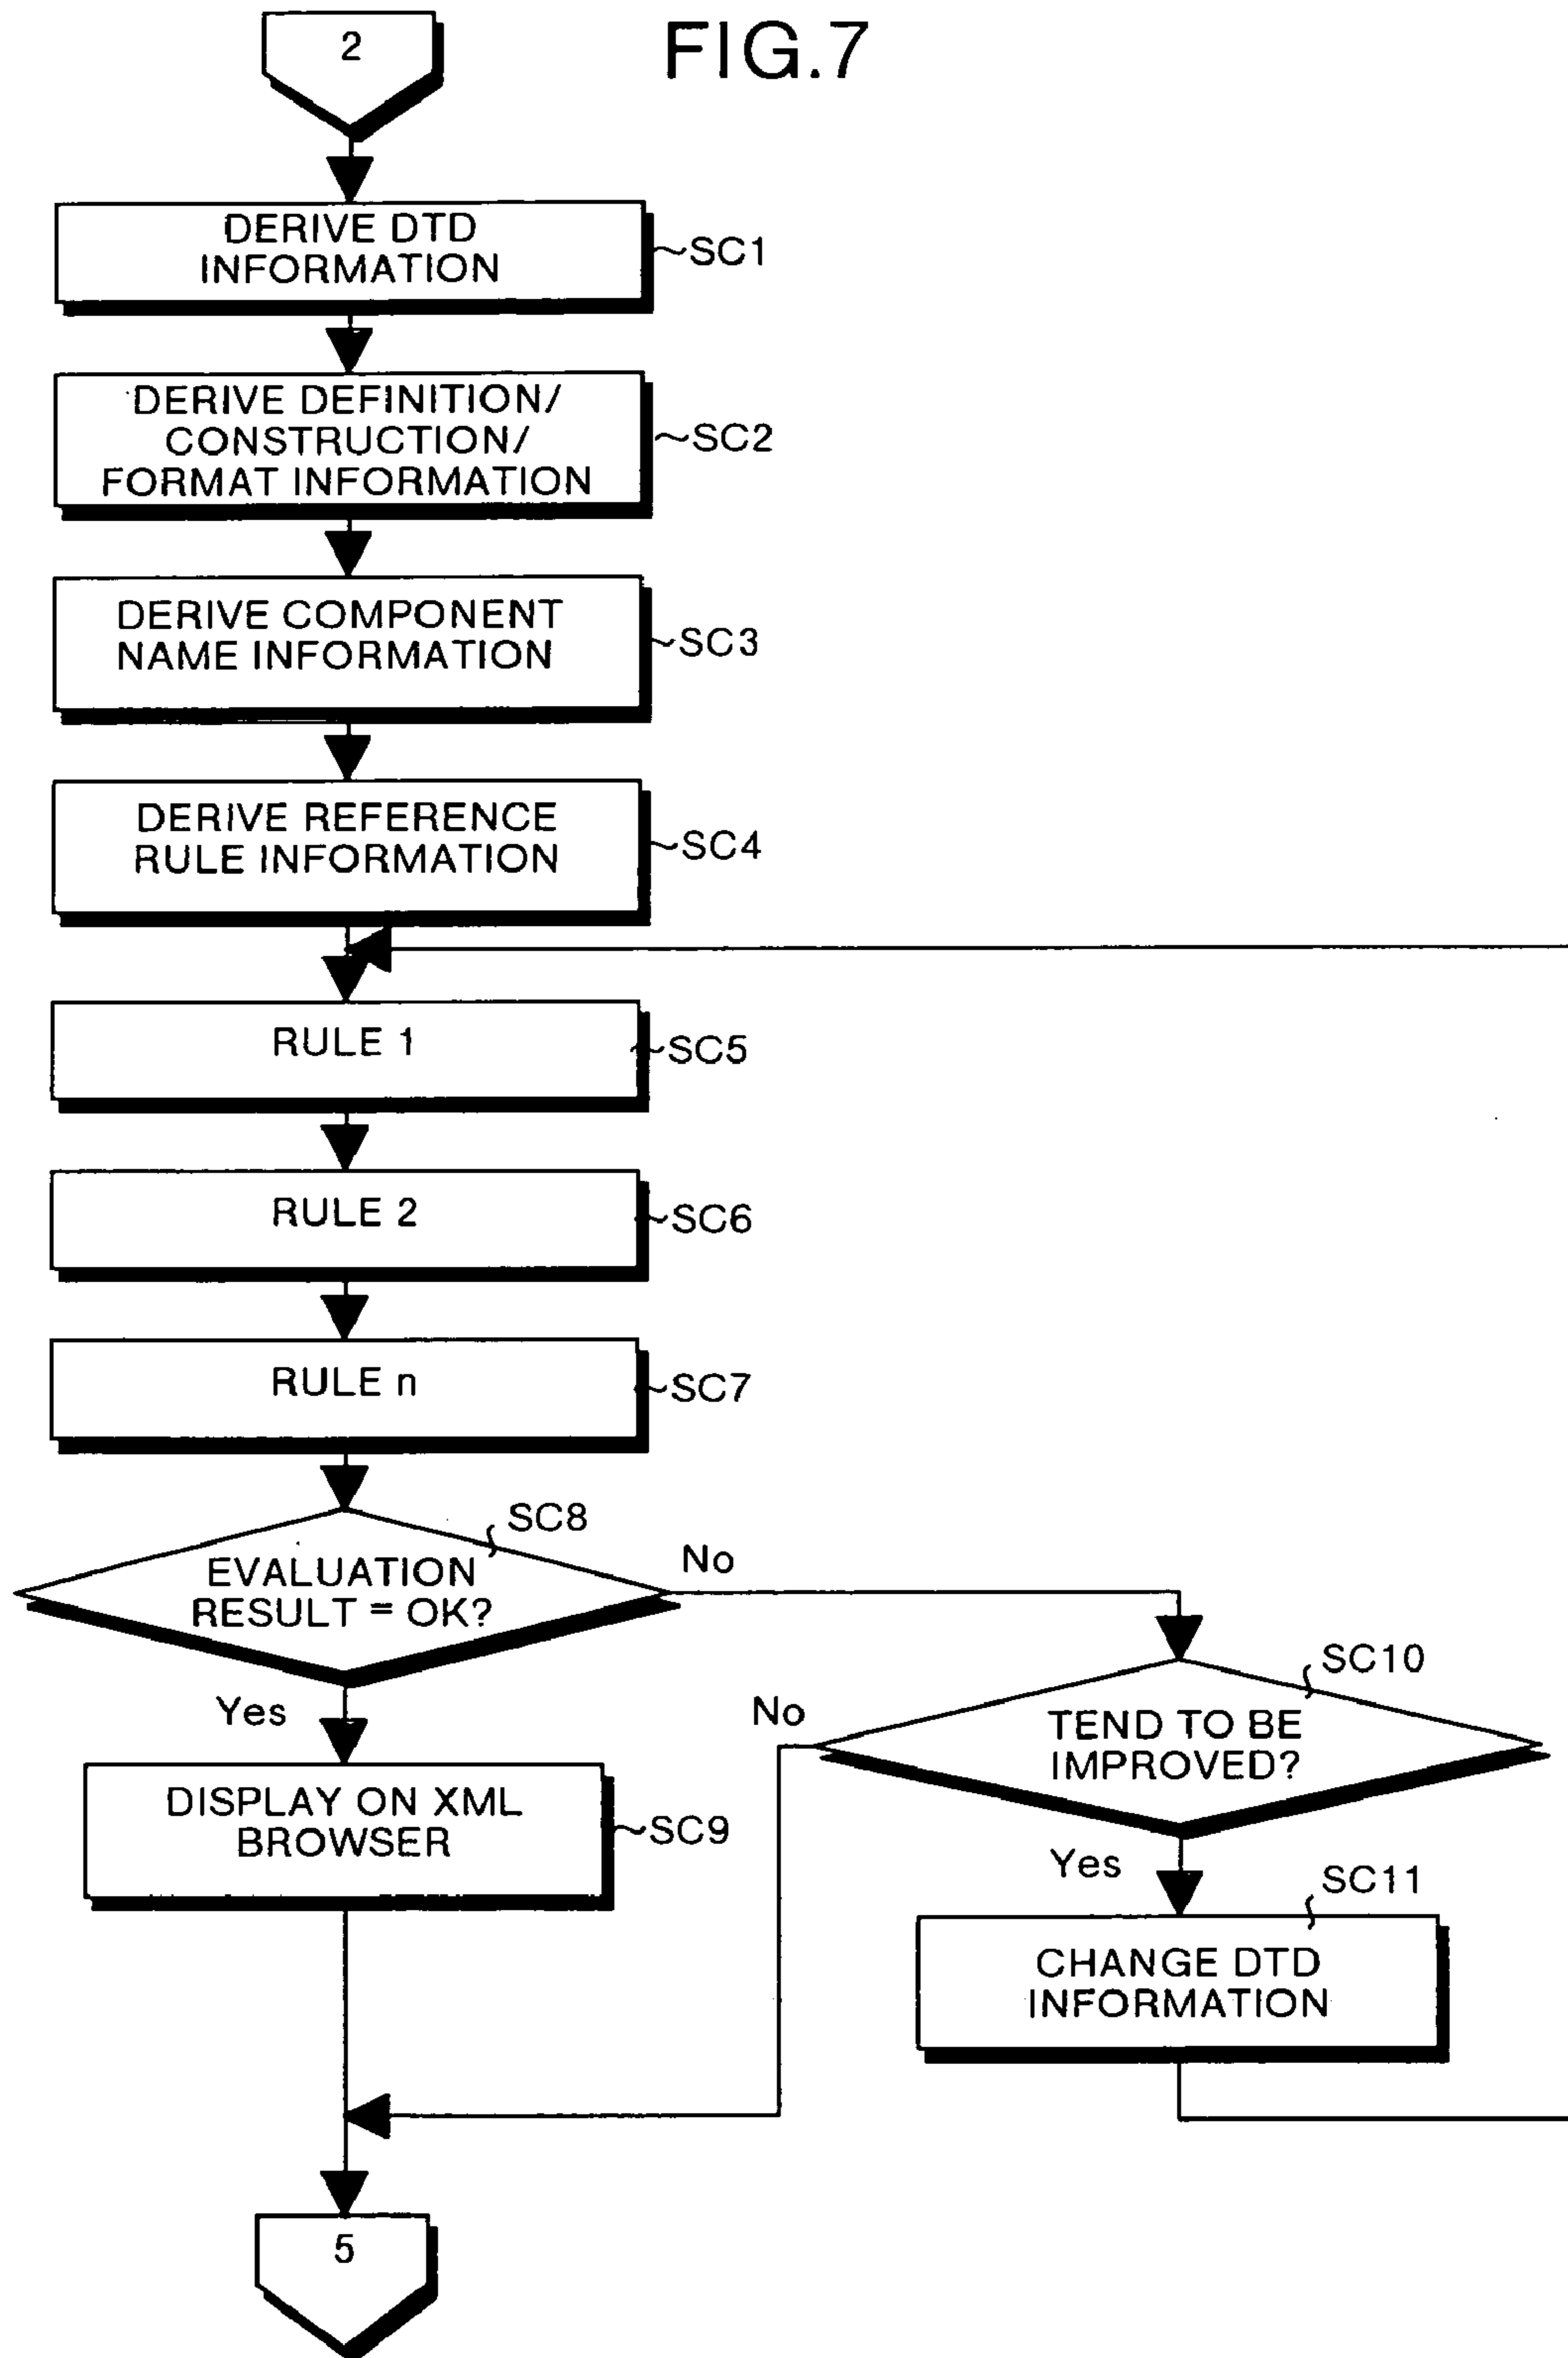 FIG.7
2
DERIVE DTD
INFORMATION
SC1
DERIVE DEFINITION/
CONSTRUCTION/
FORMAT INFORMATION
SC2
DERIVE COMPONENT
NAME INFORMATION
SC3
DERIVE REFERENCE
RULE INFORMATION
SC4
RULE 1
SC5
RULE 2
SC6
RULE n
SC7
SC8
EVALUATION
RESULT = OK?
No
Yes
SC10
TEND TO BE
IMPROVED?
No
Yes
DISPLAY ON XML
BROWSER
SC9
SC11
CHANGE DTD
INFORMATION
5